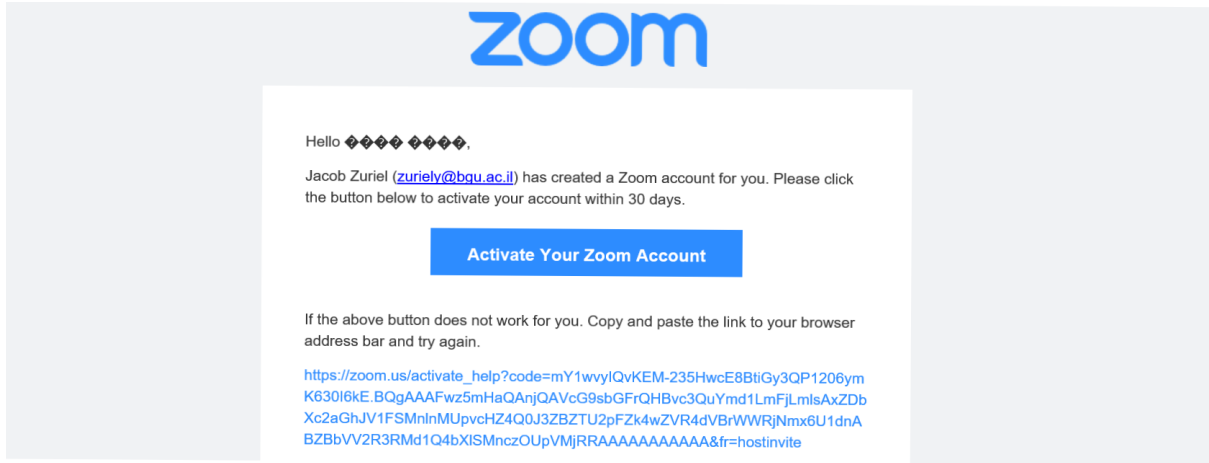 zoom
Hello ���� ����,
Jacob Zuriel (zuriely@bgu.ac.il) has created a Zoom account for you. Please click
the button below to activate your account within 30 days.
Activate Your Zoom Account
If the above button does not work for you. Copy and paste the link to your browser
address bar and try again.
https://zoom.us/activate_help?code=mY1wvyIQvKEM-235HwcE8BtiGy3QP1206ym
K630I6kE.BQgAAAFwz5mHaQAnjQAVcG9sbGFrQHBvc3QuYmd1LmFjLmlsAxZDb
Xc2aGhJV1FSMnlnMUpvcHZ4Q0J3ZBZTU2pFZk4wZVR4dVBrWWRjNmx6U1dnA
BZBbVV2R3RMd1Q4bXlSMnczOUpVMjRRAAAAAAAAAAA&fr=hostinvite